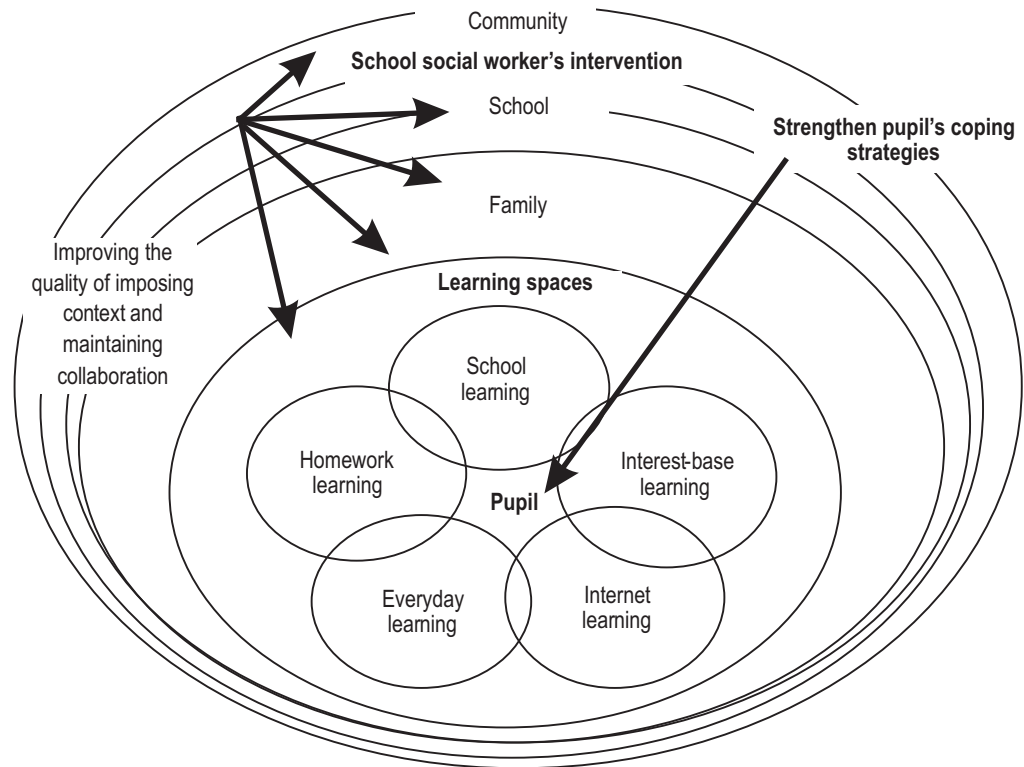 Community
School social worker's intervention
School
Strengthen pupil's coping
strategies
Family
Improving the
quality of imposing
context and
maintaining
collaboration
Learning spaces
School
learning
Homework
learning
Interest-base
learning
Pupil
Everyday
learning
Internet
learning